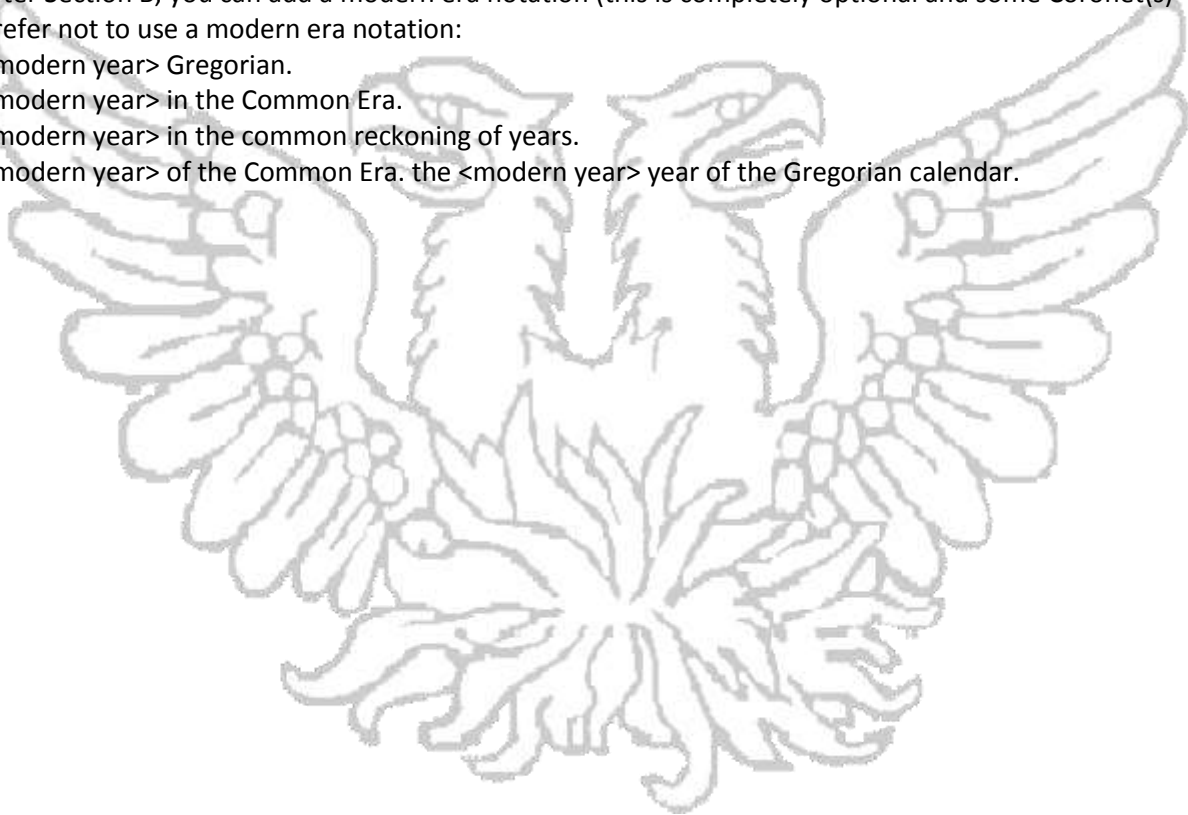 ter Section B, you can add a modern era notation (this is completely optional and some Coronet(s)
refer not to use a modern era notation:
modern year> Gregorian.
modern year> in the Common Era.
modern year> in the common reckoning of years.
modern year> of the Common Era. the <modern year> year of the Gregorian calendar.